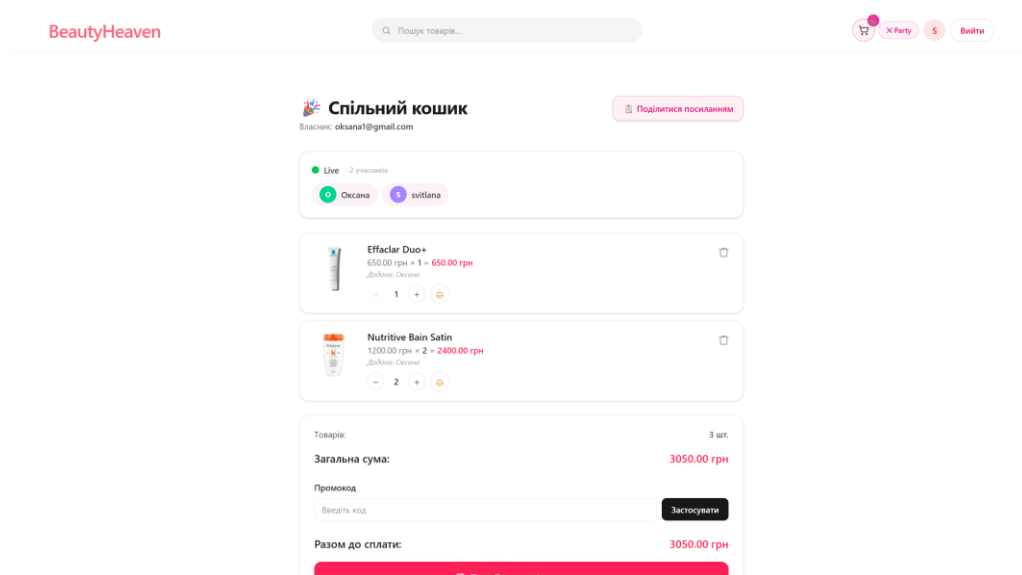 BeautyHeaven
Пошук товарів...
Party
S
Вийти
Спільний кошик
Поділитися посиланням
Власник: oksana1@gmail.com
Live · 2 учасників
О Оксана
S svitlana
Effaclar Duo+
650.00 грн × 1 = 650.00 грн
Додано: Оксана
− 1 +
Nutritive Bain Satin
1200.00 грн × 2 = 2400.00 грн
Додано: Оксана
− 2 +
Товарів: 3 шт.
Загальна сума: 3050.00 грн
Промокод
Введіть код
Застосувати
Разом до сплати: 3050.00 грн